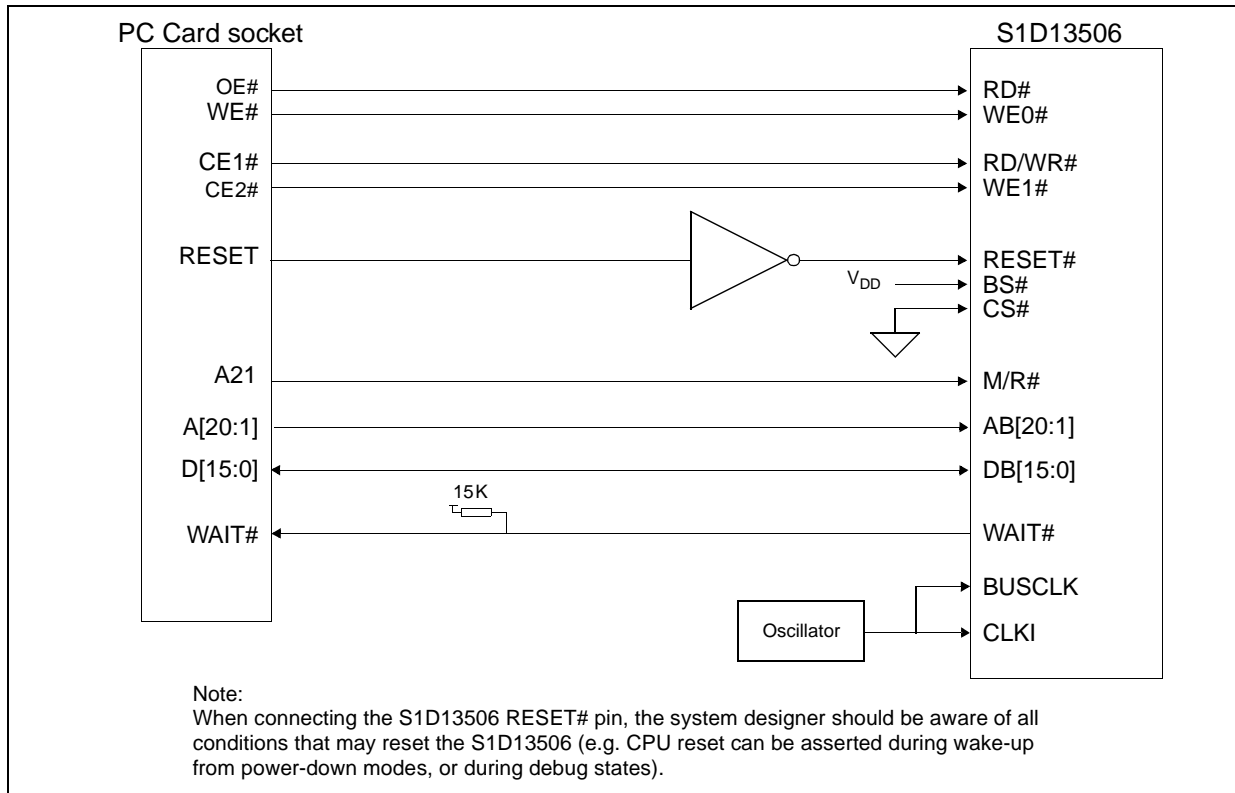 PC Card socket
S1D13506
OE#
RD#
WE#
WE0#
CE1#
RD/WR#
CE2#
WE1#
RESET
RESET#
VDD
BS#
CS#
A21
M/R#
A[20:1]
AB[20:1]
D[15:0]
DB[15:0]
15K
WAIT#
WAIT#
BUSCLK
Oscillator
CLKI
Note:
When connecting the S1D13506 RESET# pin, the system designer should be aware of all
conditions that may reset the S1D13506 (e.g. CPU reset can be asserted during wake-up
from power-down modes, or during debug states).